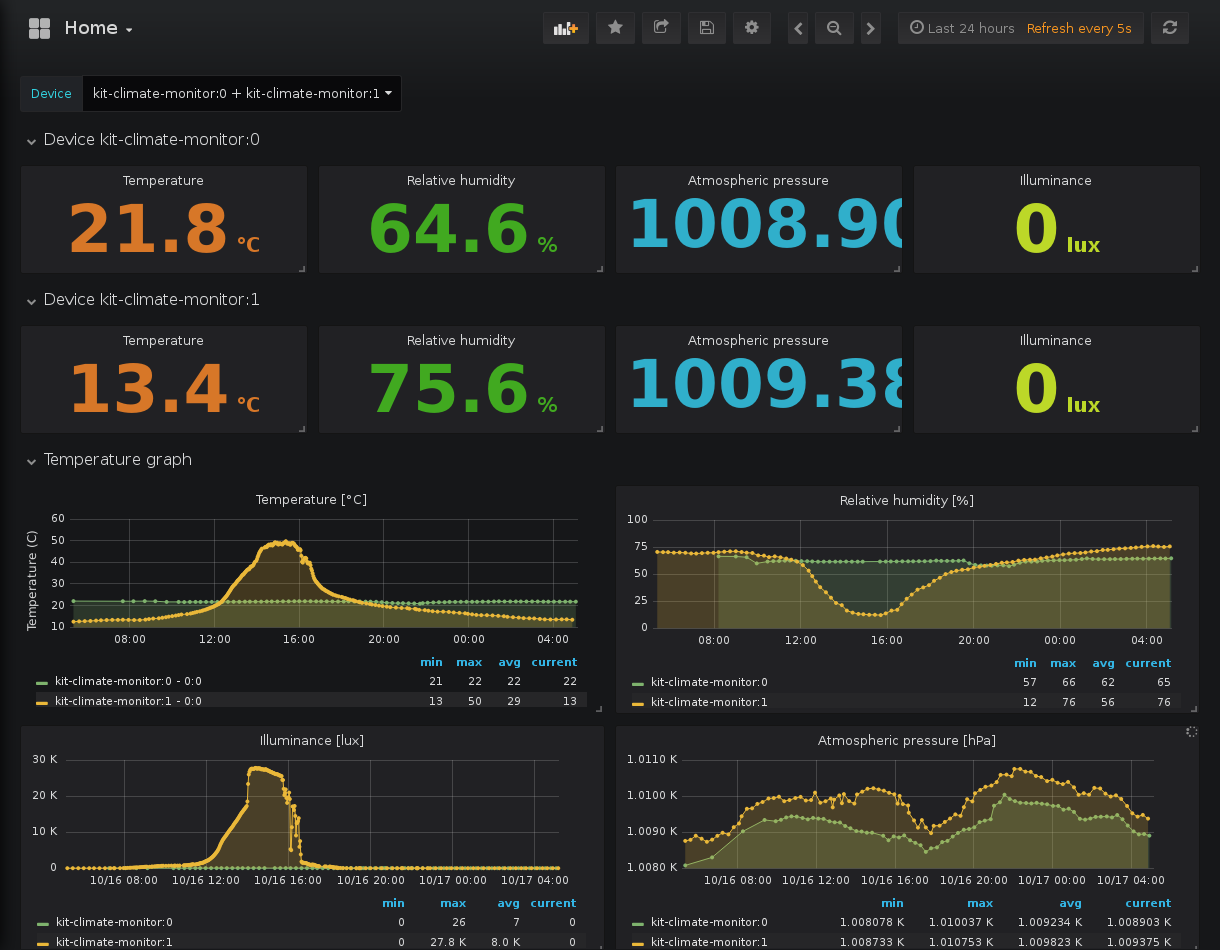 Home
Last 24 hours Refresh every 5s
Device kit-climate-monitor:0 + kit-climate-monitor:1
Device kit-climate-monitor:0
Temperature Relative humidity Atmospheric pressure Illuminance
21.8 °C 64.6 % 1008.90 0 lux
Device kit-climate-monitor:1
Temperature Relative humidity Atmospheric pressure Illuminance
13.4 °C 75.6 % 1009.38 0 lux
Temperature graph
Temperature [°C]
Temperature (C)
60
50
40
30
20
10
08:00 12:00 16:00 20:00 00:00 04:00
min max avg current
kit-climate-monitor:0 - 0:0 21 22 22 22
kit-climate-monitor:1 - 0:0 13 50 29 13
Relative humidity [%]
100
75
50
25
0
08:00 12:00 16:00 20:00 00:00 04:00
min max avg current
kit-climate-monitor:0 57 66 62 65
kit-climate-monitor:1 12 76 56 76
Illuminance [lux]
30 K
20 K
10 K
0
10/16 08:00 10/16 12:00 10/16 16:00 10/16 20:00 10/17 00:00 10/17 04:00
min max avg current
kit-climate-monitor:0 0 26 7 0
kit-climate-monitor:1 0 27.8 K 8.0 K 0
Atmospheric pressure [hPa]
1.0110 K
1.0100 K
1.0090 K
1.0080 K
10/16 08:00 10/16 12:00 10/16 16:00 10/16 20:00 10/17 00:00 10/17 04:00
min max avg current
kit-climate-monitor:0 1.008078 K 1.010037 K 1.009234 K 1.008903 K
kit-climate-monitor:1 1.008733 K 1.010753 K 1.009823 K 1.009375 K